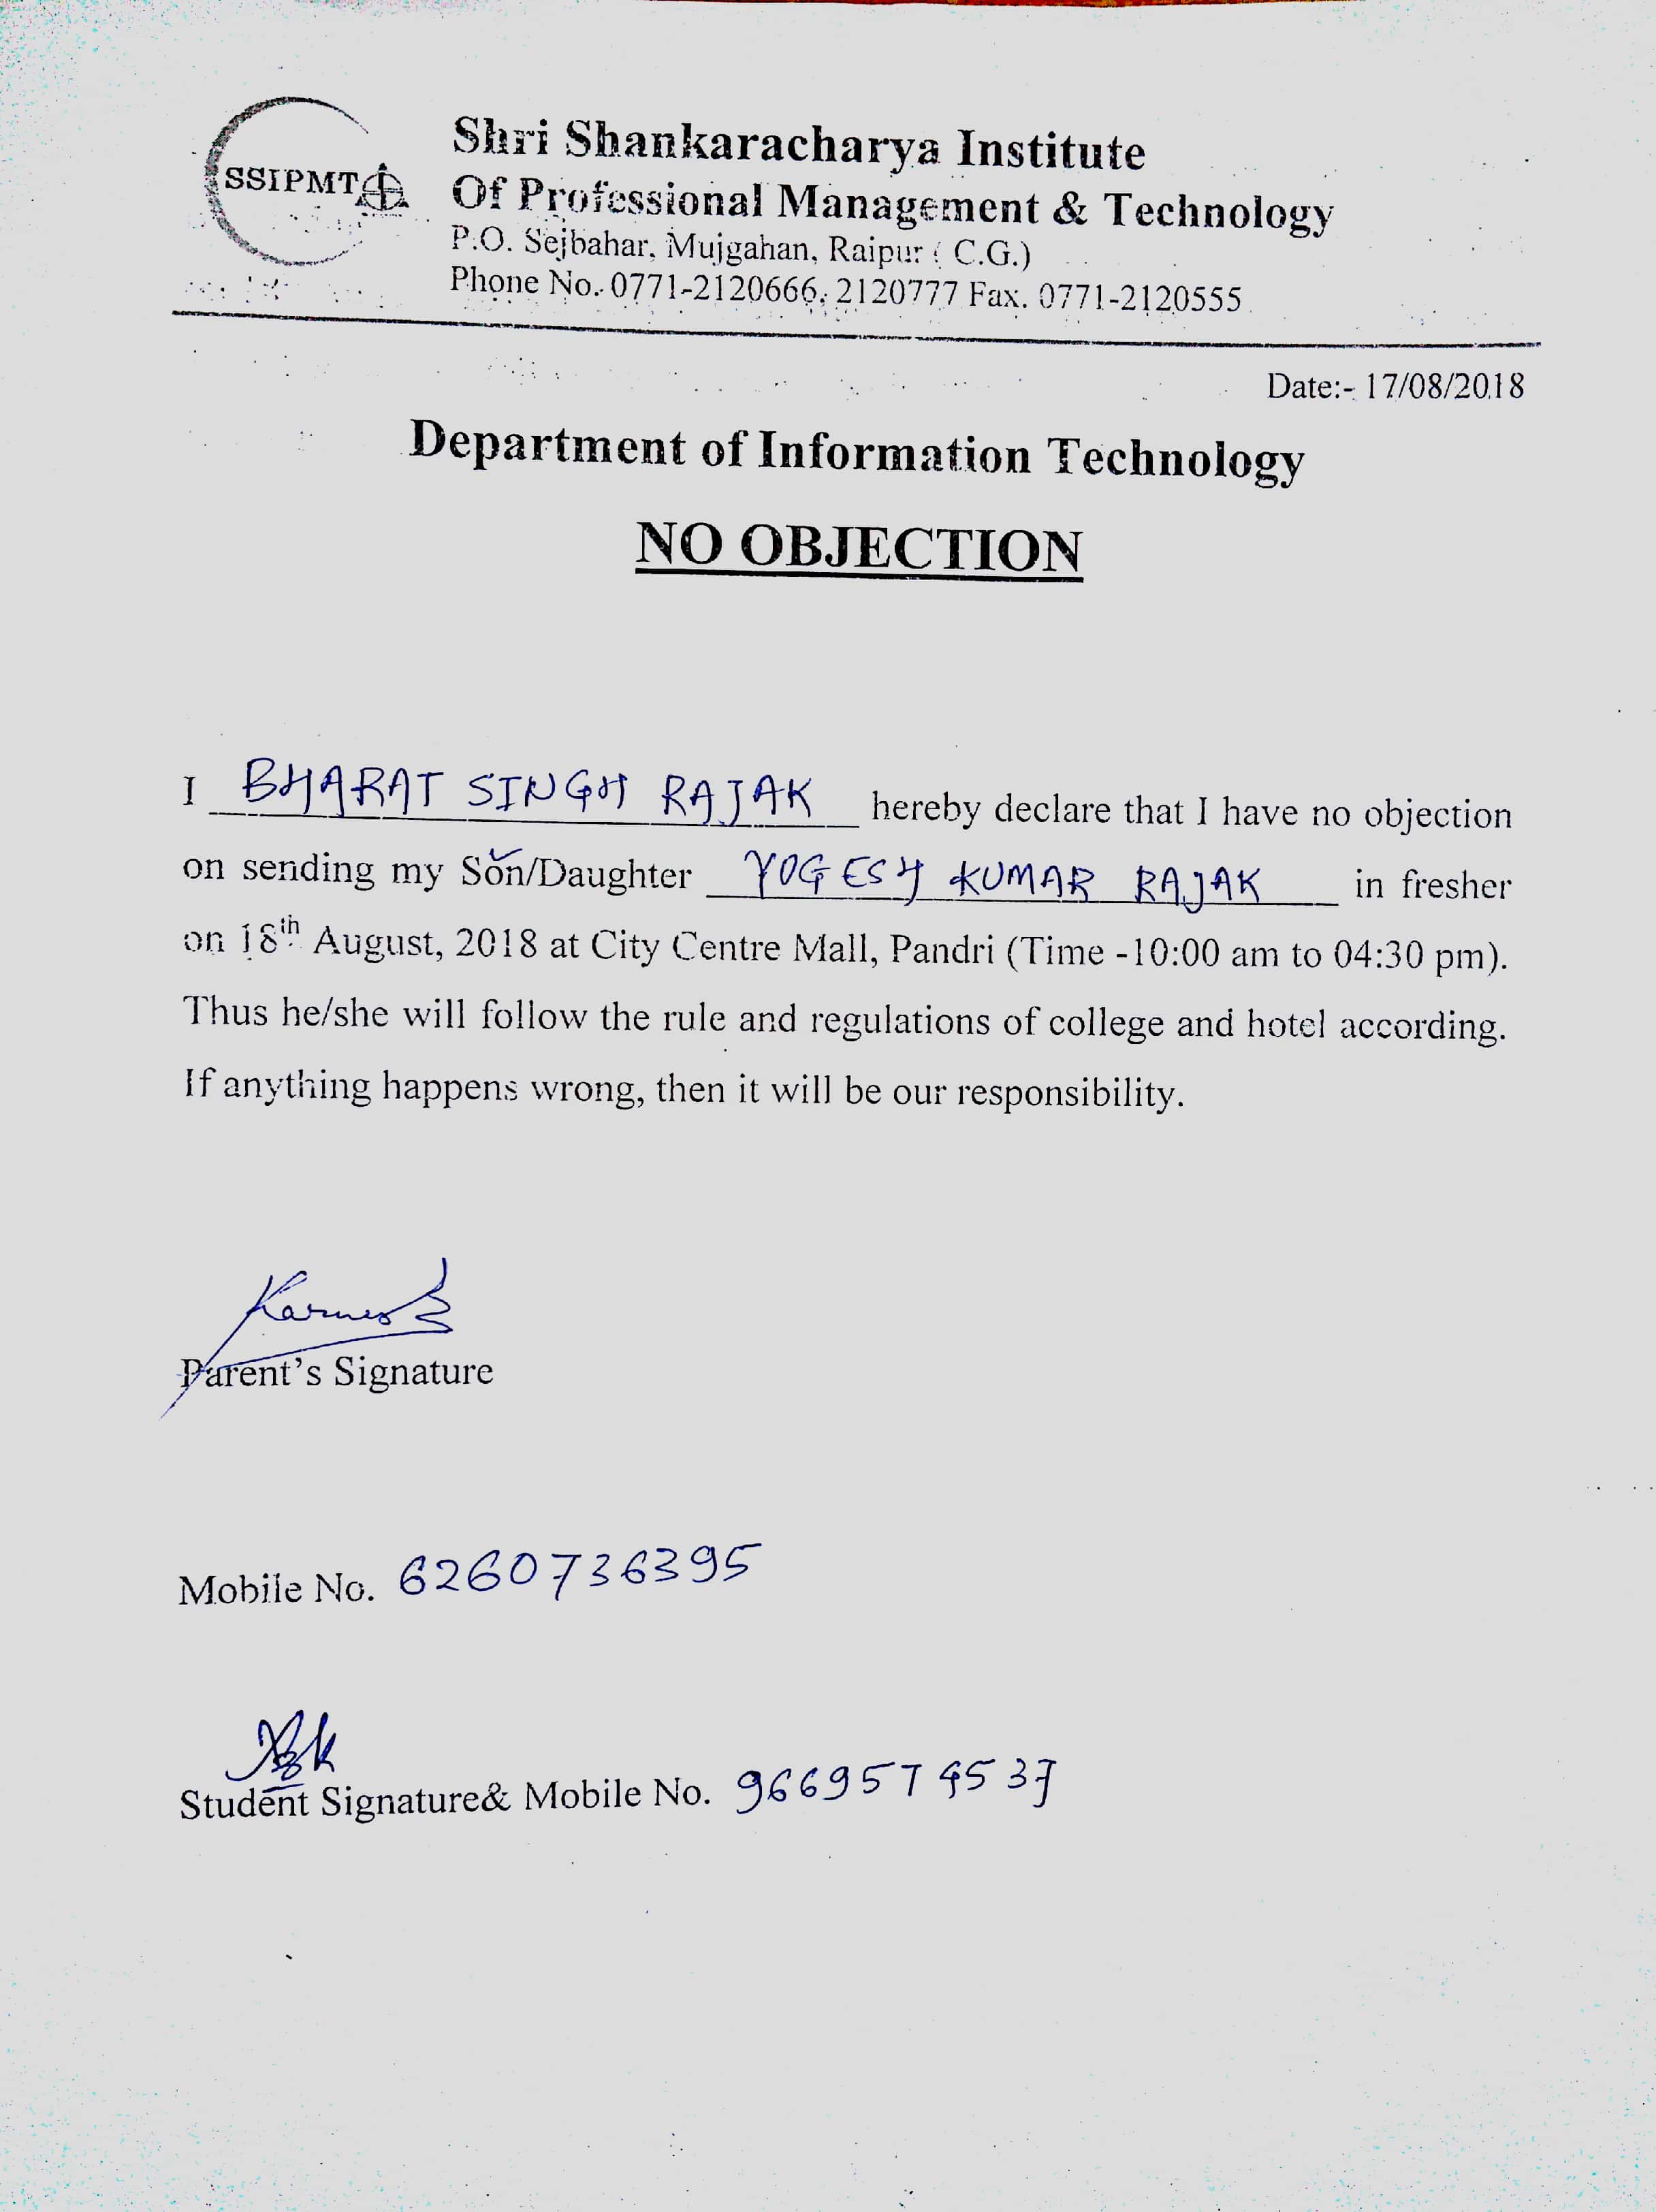 SSIPMT
Shri Shankaracharya Institute
Of Professional Management & Technology
P.O. Sejbahar, Mujgahan, Raipur ( C.G.)
Phone No. 0771-2120666, 2120777 Fax. 0771-2120555
Date:- 17/08/2018
Department of Information Technology
NO OBJECTION
I BHARAT SINGH RAJAK hereby declare that I have no objection
on sending my Son/Daughter YOGESH KUMAR RAJAK in fresher
on 18th August, 2018 at City Centre Mall, Pandri (Time -10:00 am to 04:30 pm).
Thus he/she will follow the rule and regulations of college and hotel according.
If anything happens wrong, then it will be our responsibility.
Parent's Signature
Mobile No. 6260736395
Student Signature& Mobile No.